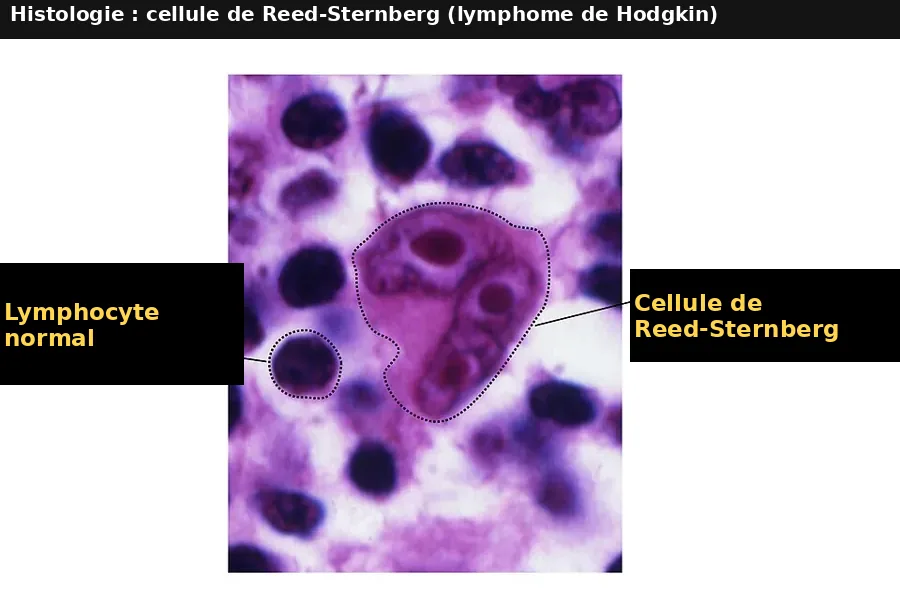 Histologie : cellule de Reed-Sternberg (lymphome de Hodgkin)
Lymphocyte
normal
Cellule de
Reed-Sternberg